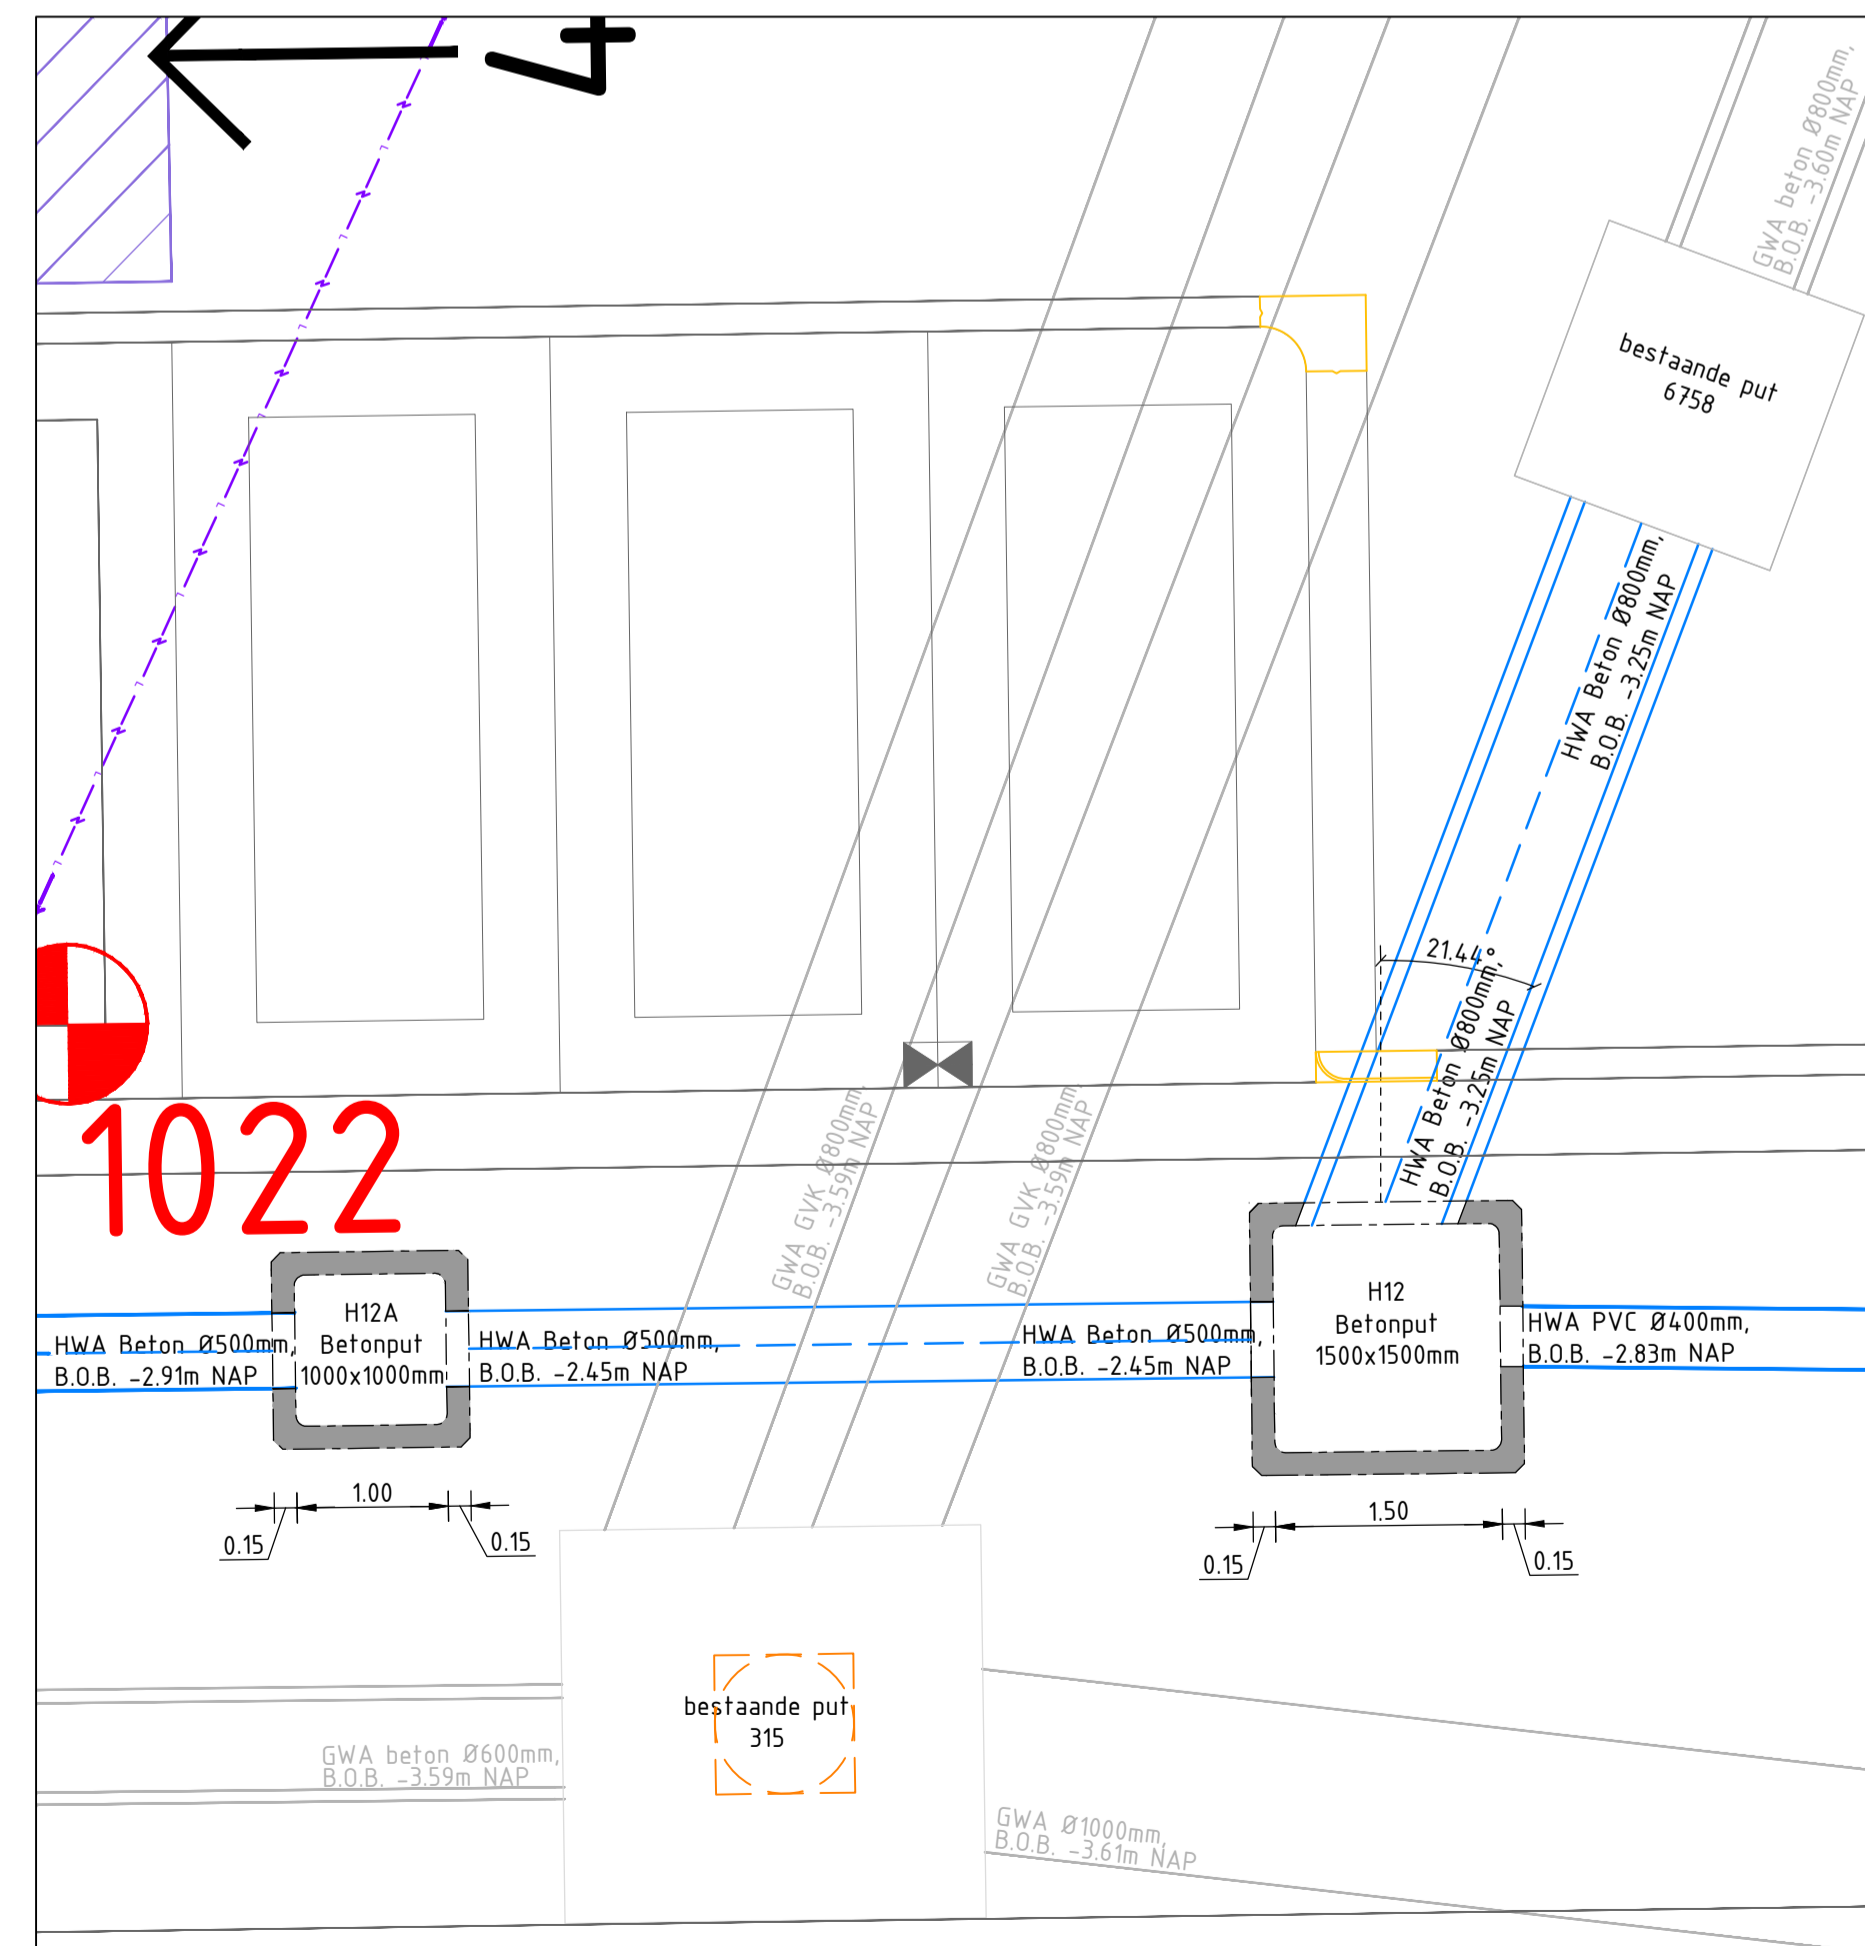 4
GWA beton Ø800mm,
B.O.B. -3.60m NAP
bestaande put
6758
HWA Beton Ø800mm,
B.O.B. -3.25m NAP
21.44°
HWA Beton Ø800mm,
B.O.B. -3.25m NAP
1022
GWA GVK Ø800mm,
B.O.B. -3.59m NAP
GWA GVK Ø800mm,
B.O.B. -3.59m NAP
HWA Beton Ø500mm,
B.O.B. -2.91m NAP
H12A
Betonput
1000x1000mm
HWA Beton Ø500mm,
B.O.B. -2.45m NAP
HWA Beton Ø500mm,
B.O.B. -2.45m NAP
H12
Betonput
1500x1500mm
HWA PVC Ø400mm,
B.O.B. -2.83m NAP
1.00
0.15
0.15
1.50
0.15
0.15
bestaande put
315
GWA beton Ø600mm,
B.O.B. -3.59m NAP
GWA Ø1000mm,
B.O.B. -3.61m NAP